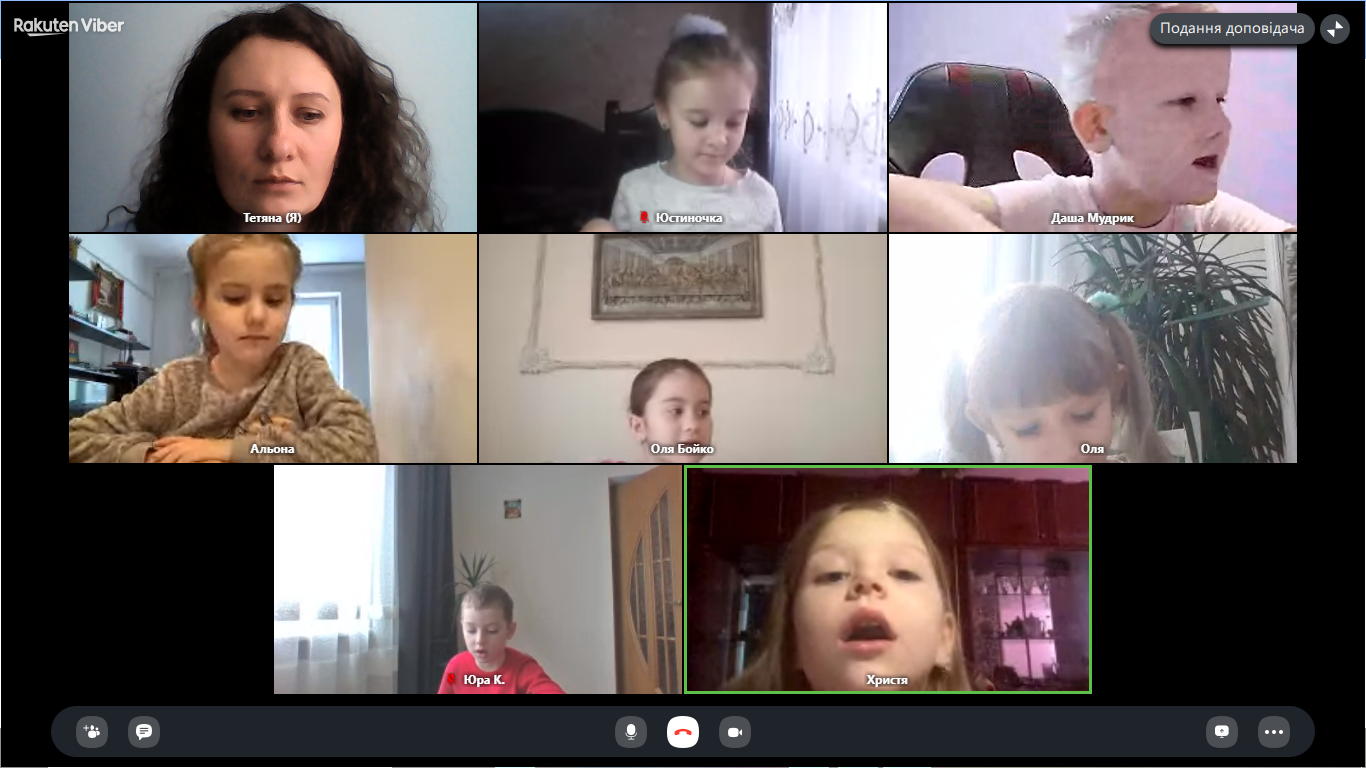 Rakuten Viber
Подання доповідача
Тетяна (Я)
Юстиночка
Даша Мудрик
Альона
Оля Бойко
Оля
Юра К.
Христя